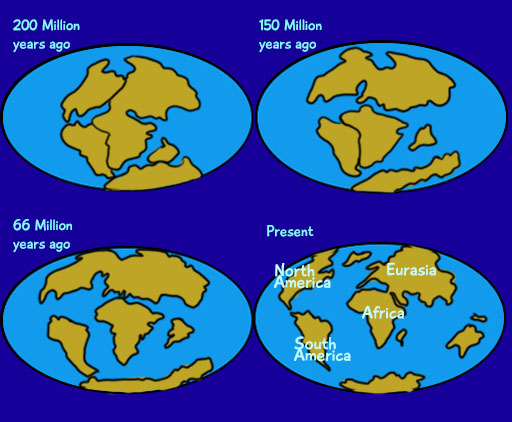 200 Million
years ago
150 Million
years ago
66 Million
years ago
Present
North
America
Eurasia
Africa
South
America